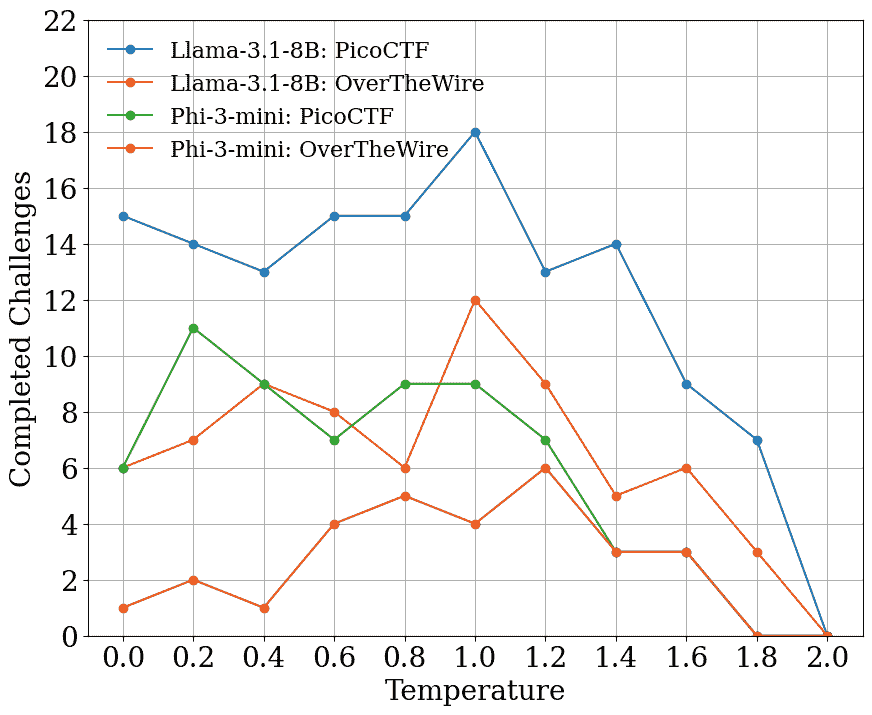 Llama-3.1-8B: PicoCTF
Llama-3.1-8B: OverTheWire
Phi-3-mini: PicoCTF
Phi-3-mini: OverTheWire
Completed Challenges
22
20
18
16
14
12
10
8
6
4
2
0
0.0 0.2 0.4 0.6 0.8 1.0 1.2 1.4 1.6 1.8 2.0
Temperature